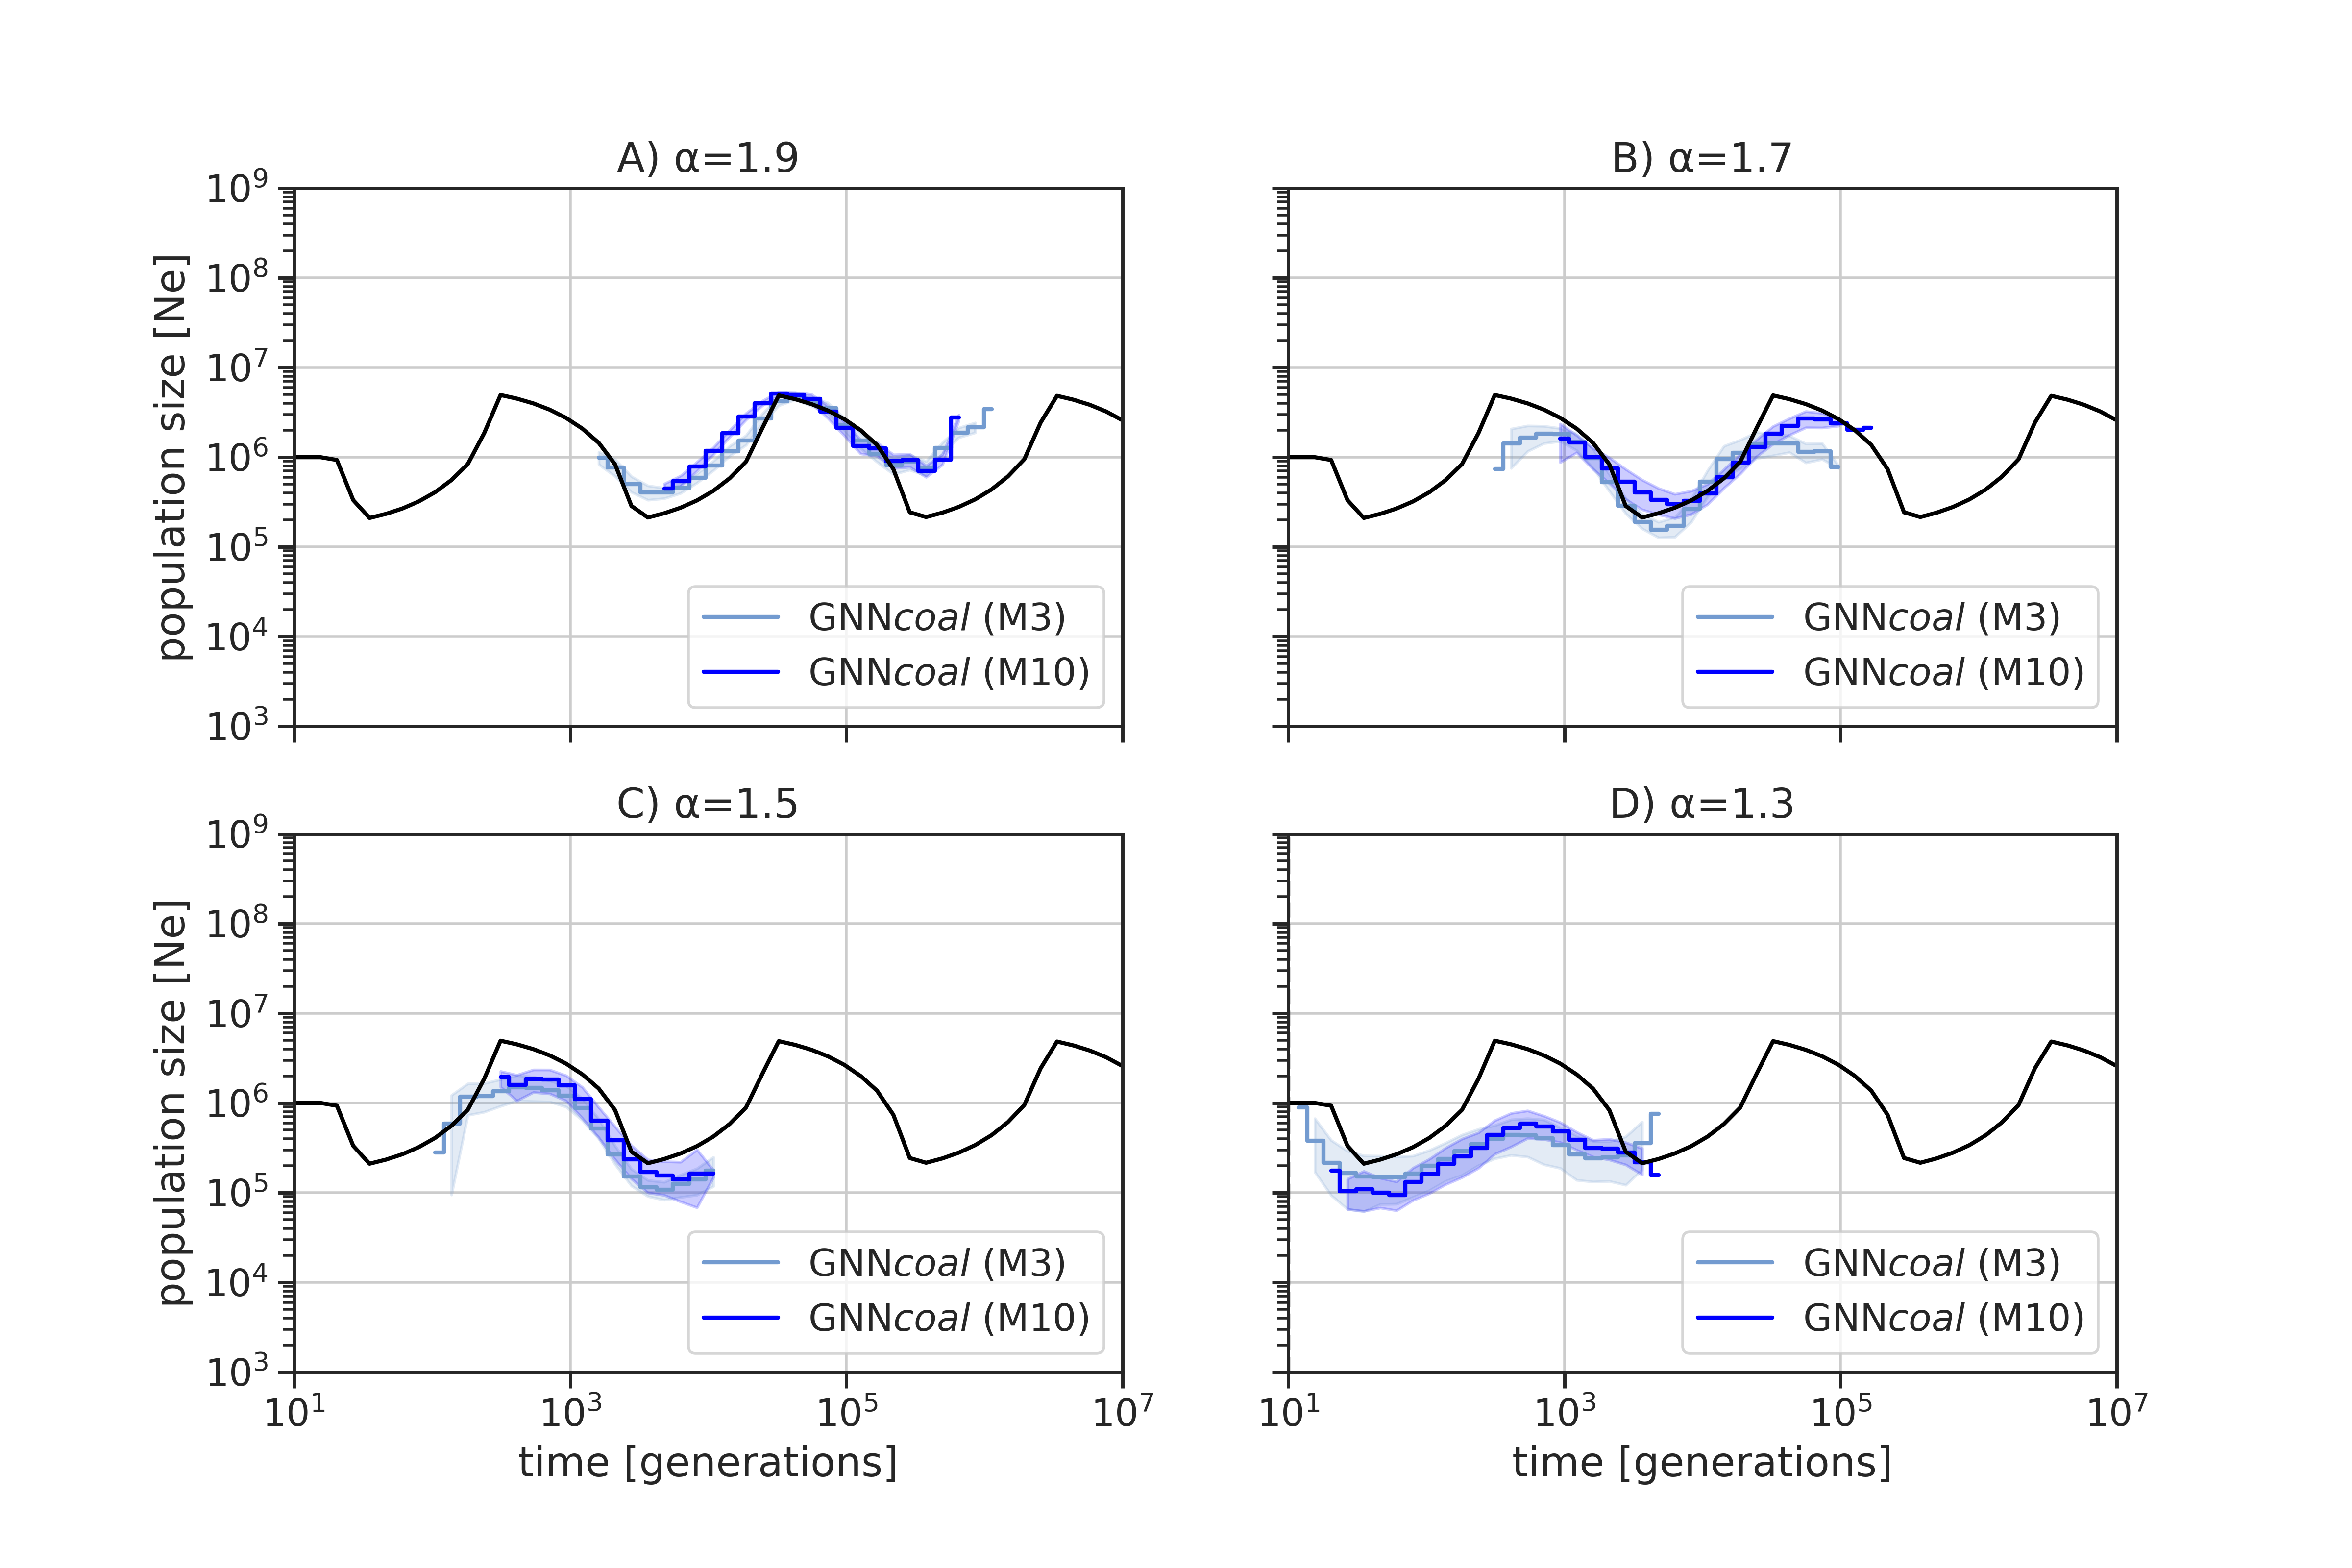 A) α=1.9
B) α=1.7
10⁹
10⁸
10⁷
10⁶
10⁵
10⁴
10³
population size [Ne]
GNNcoal (M3)
GNNcoal (M10)
GNNcoal (M3)
GNNcoal (M10)
C) α=1.5
D) α=1.3
10⁹
10⁸
10⁷
10⁶
10⁵
10⁴
10³
population size [Ne]
GNNcoal (M3)
GNNcoal (M10)
GNNcoal (M3)
GNNcoal (M10)
10¹ 10³ 10⁵ 10⁷
10¹ 10³ 10⁵ 10⁷
time [generations]
time [generations]